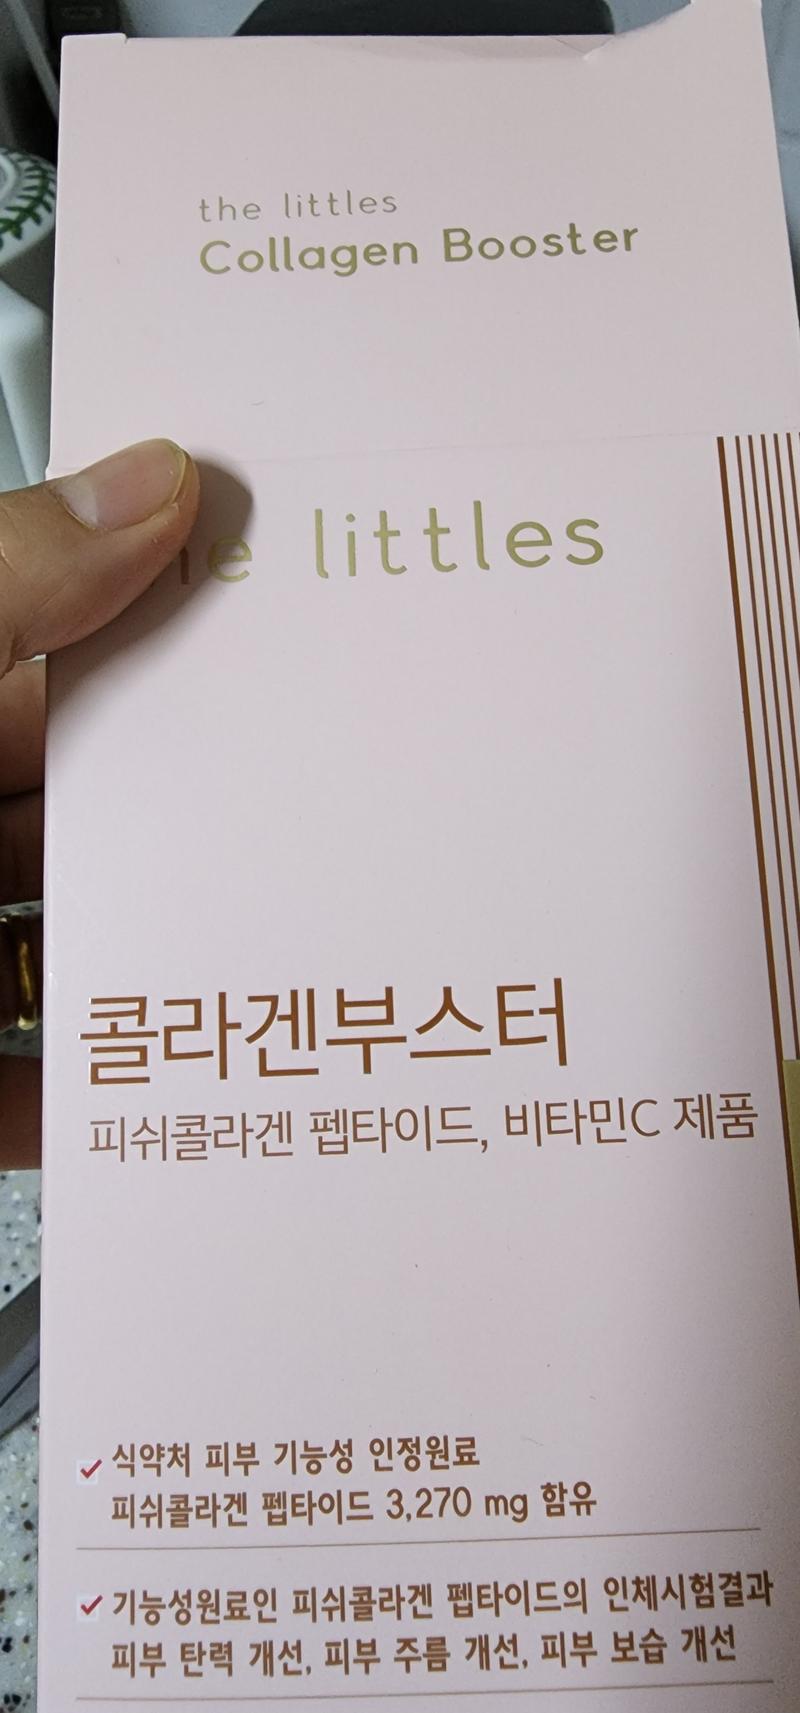 the littles
Collagen Booster
littles
콜라겐부스터
피쉬콜라겐 펩타이드, 비타민C 제품
식약처 피부 기능성 인정원료
피쉬콜라겐 펩타이드 3,270 mg 함유
기능성원료인 피쉬콜라겐 펩타이드의 인체시험결과
피부 탄력 개선, 피부 주름 개선, 피부 보습 개선